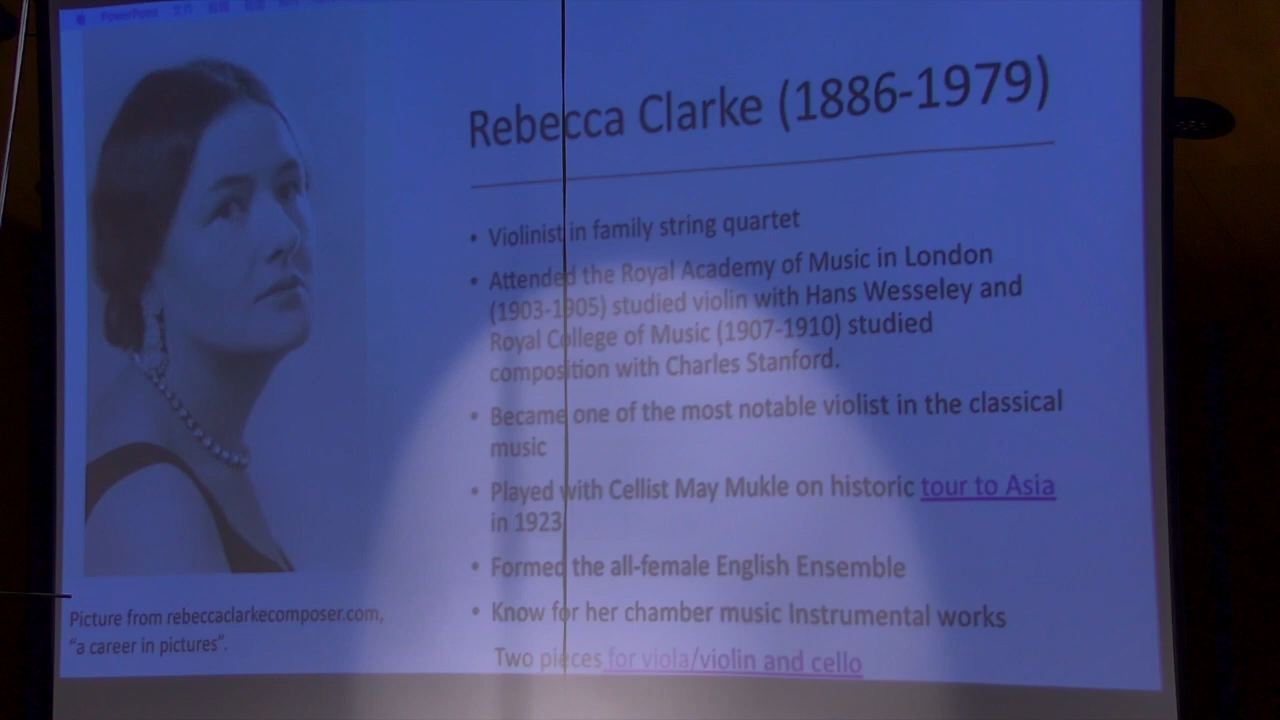 PowerPoint 文件
Rebecca Clarke (1886-1979)
• Violinist in family string quartet
• Attended the Royal Academy of Music in London
(1903-1905) studied violin with Hans Wesseley and
Royal College of Music (1907-1910) studied
composition with Charles Stanford.
• Became one of the most notable violist in the classical
music
• Played with Cellist May Mukle on historic tour to Asia
in 1923
• Formed the all-female English Ensemble
• Know for her chamber music Instrumental works
Two pieces for viola/violin and cello
Picture from rebeccaclarkecomposer.com,
“a career in pictures”.